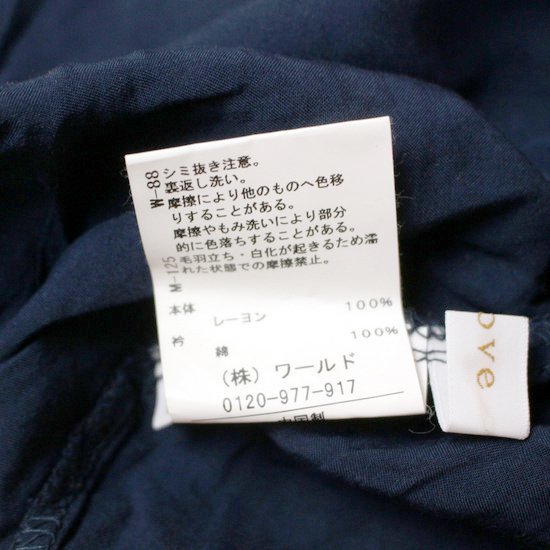 W-88 シミ抜き注意。
裏返し洗い。
摩擦により他のものへ色移
りすることがある。
摩擦やもみ洗いにより部分
的に色落ちすることがある。
M-125 毛羽立ち・白化が起きるため濡
れた状態での摩擦禁止。
本体 レーヨン 100%
衿 綿 100%
(株)ワールド
0120-977-917
中国製
ove